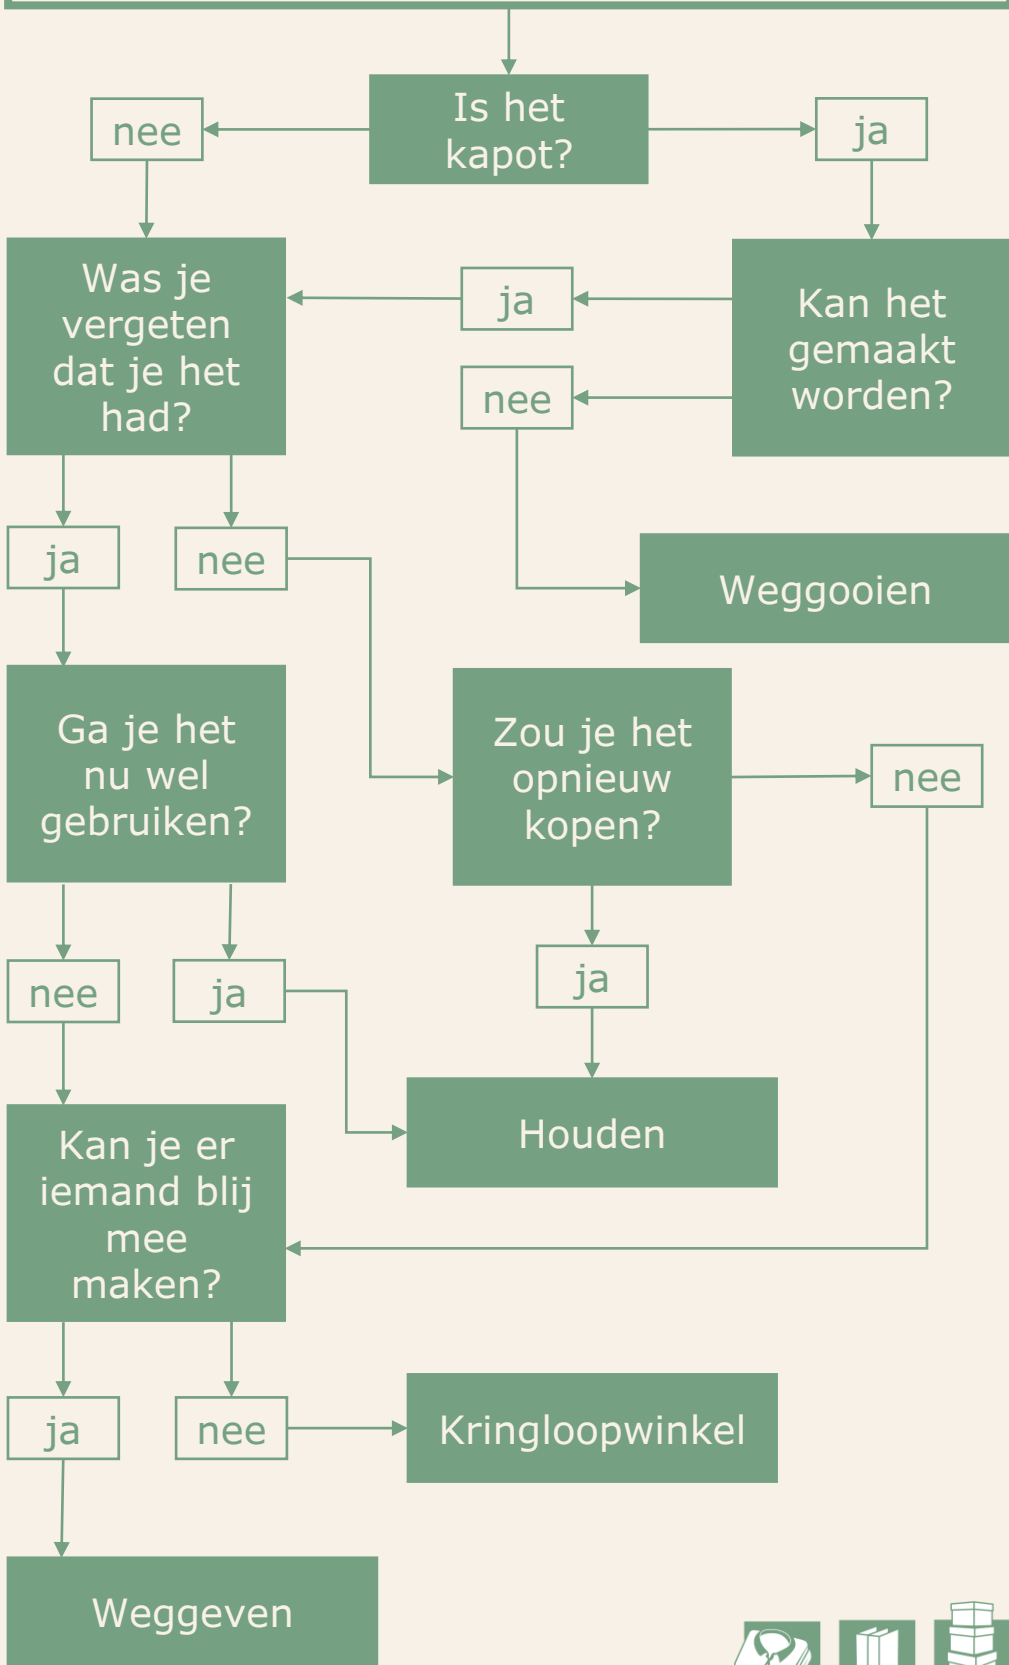 Is het
kapot?
nee
ja
Was je
vergeten
dat je het
had?
ja
Kan het
gemaakt
worden?
nee
ja
nee
Weggooien
Ga je het
nu wel
gebruiken?
Zou je het
opnieuw
kopen?
nee
nee
ja
ja
Houden
Kan je er
iemand blij
mee
maken?
ja
nee
Kringloopwinkel
Weggeven